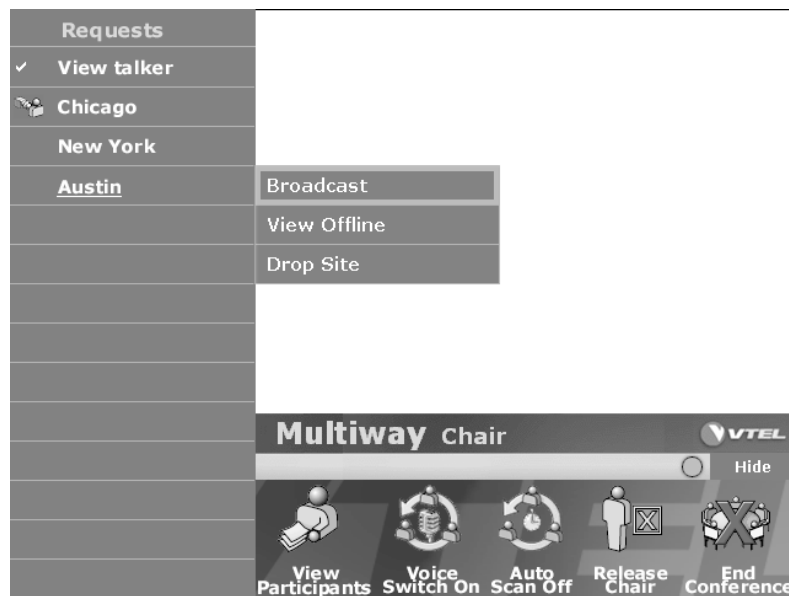 Requests
View talker
Chicago
New York
Austin
Broadcast
View Offline
Drop Site
Multiway Chair
VTEL
Hide
View Participants
Voice Switch On
Auto Scan Off
Release Chair
End Conference